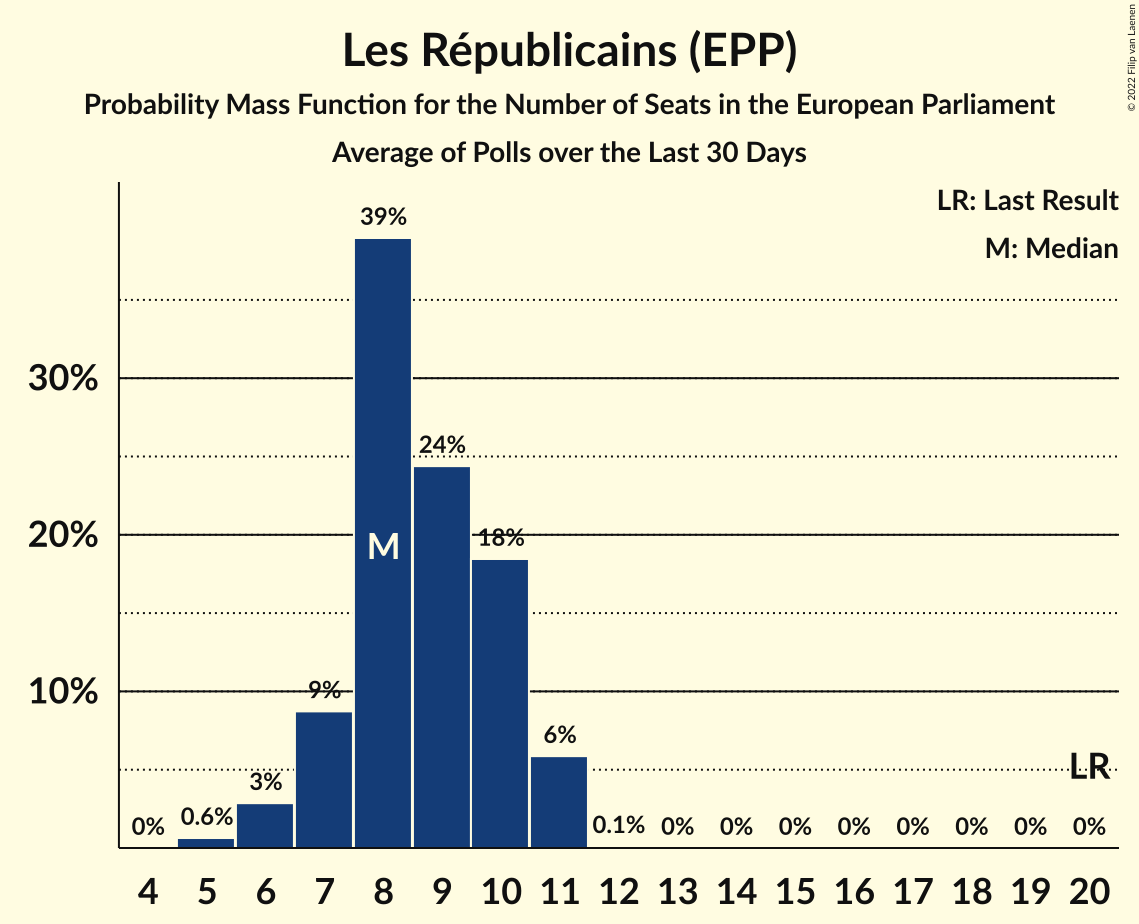 © 2022 Filip van Laenen
Les Républicains (EPP)
Probability Mass Function for the Number of Seats in the European Parliament
Average of Polls over the Last 30 Days
LR: Last Result
M: Median
39%
30%
24%
20%
M
18%
10%
9%
6%
LR
3%
0%
0.6%
0.1%
0%
0%
0%
0%
0%
0%
0%
0%
4 5 6 7 8 9 10 11 12 13 14 15 16 17 18 19 20